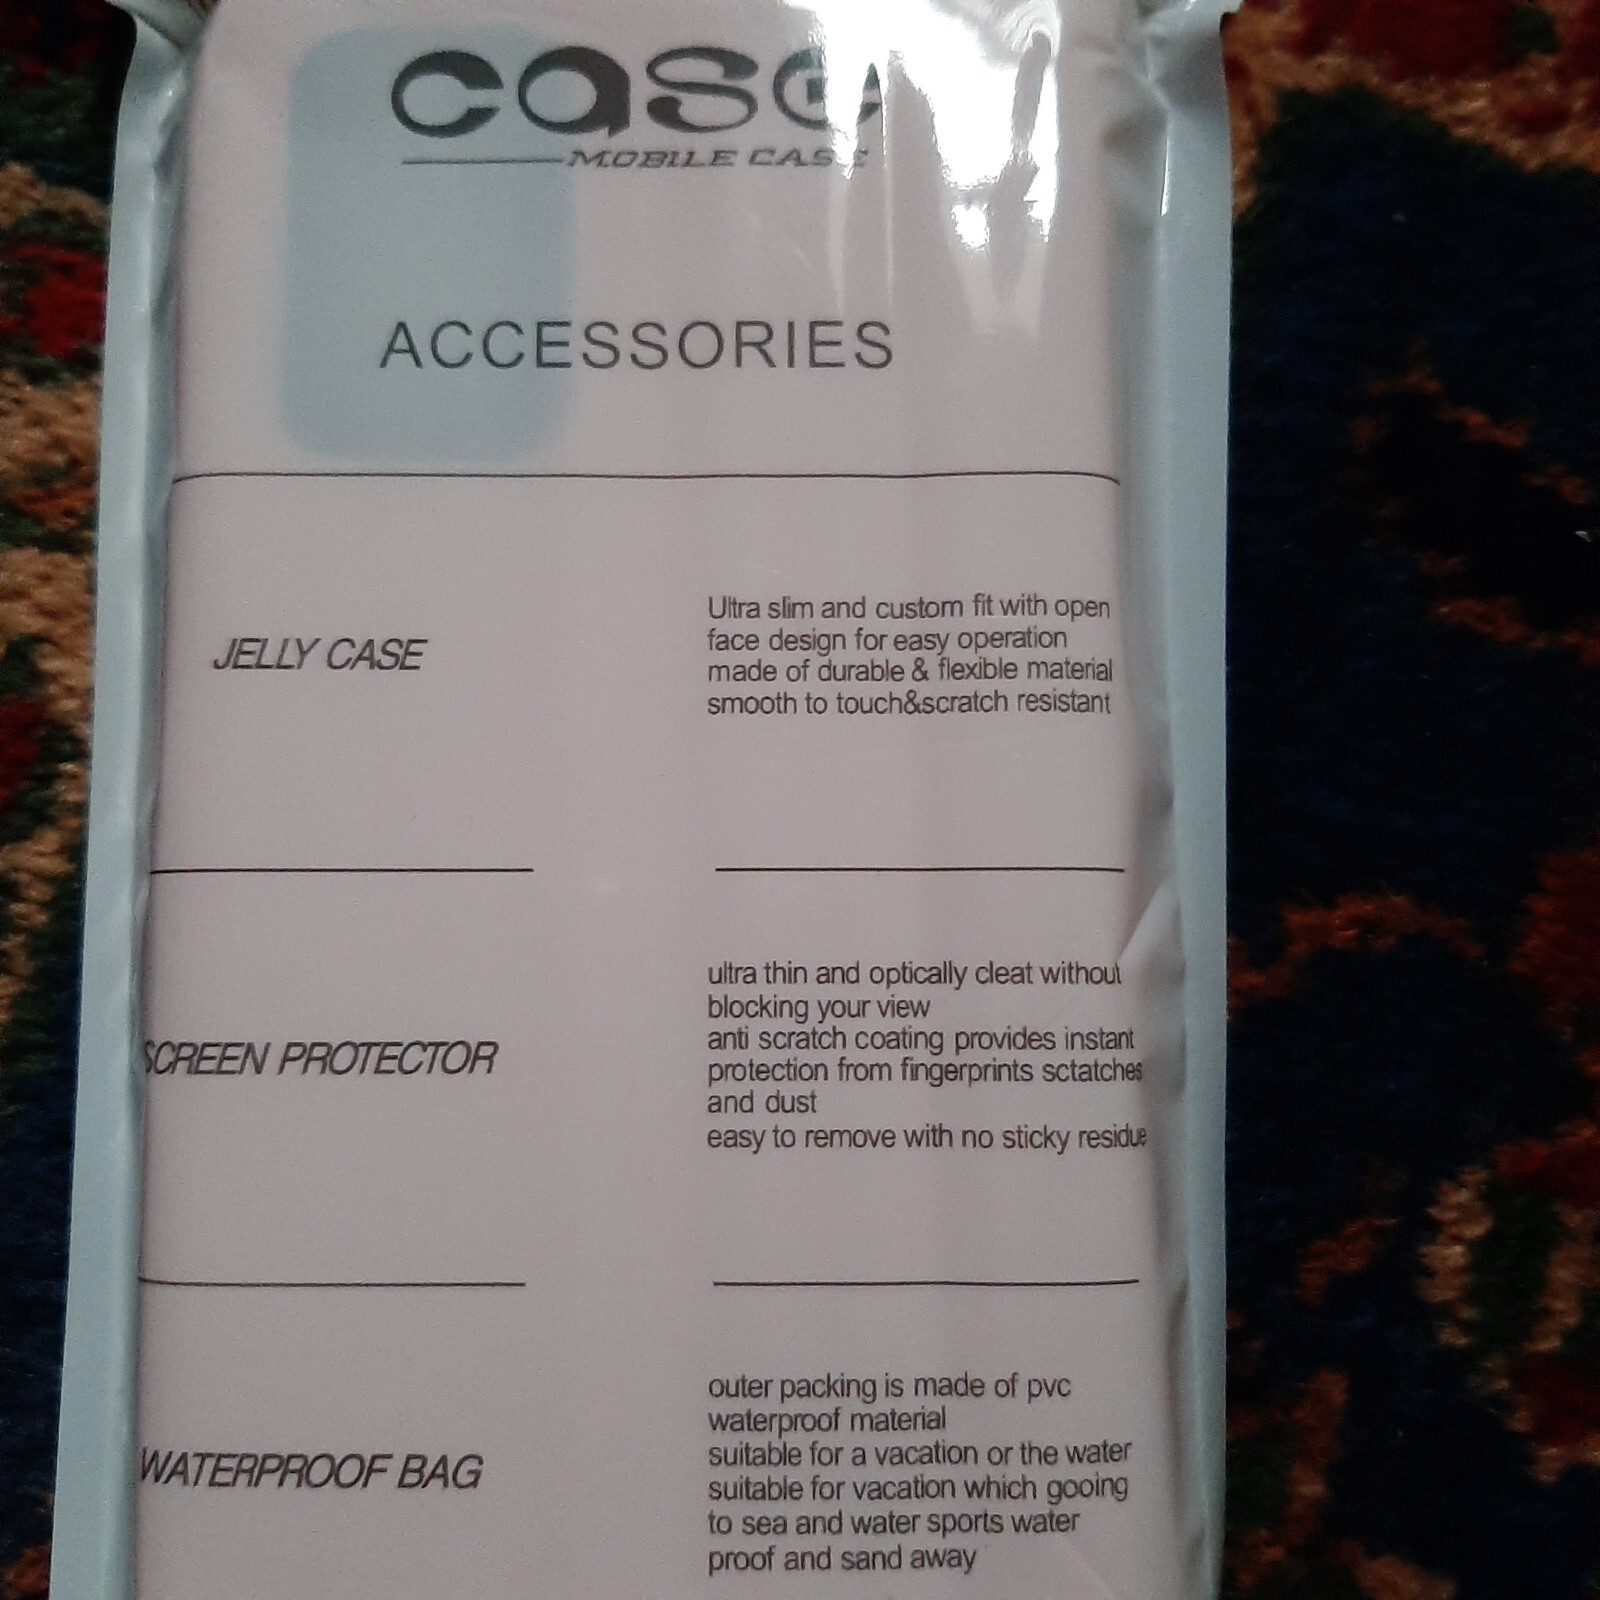 case
MOBILE CASE
ACCESSORIES
JELLY CASE
Ultra slim and custom fit with open
face design for easy operation
made of durable & flexible material
smooth to touch&scratch resistant
SCREEN PROTECTOR
ultra thin and optically cleat without
blocking your view
anti scratch coating provides instant
protection from fingerprints sctatches
and dust
easy to remove with no sticky residue
WATERPROOF BAG
outer packing is made of pvc
waterproof material
suitable for a vacation or the water
suitable for vacation which gooing
to sea and water sports water
proof and sand away